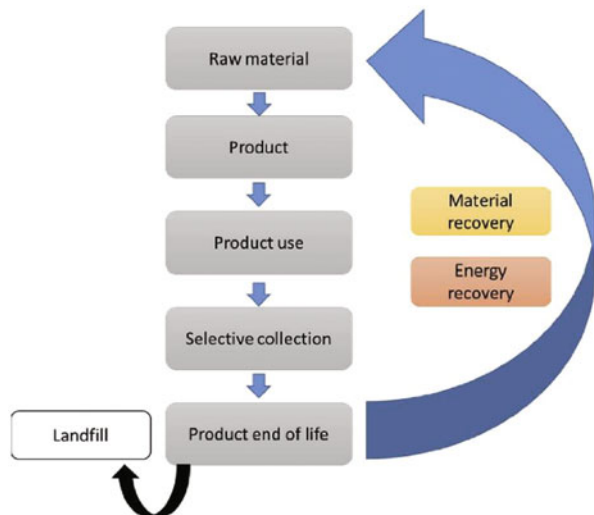 Raw material
Product
Product use
Selective collection
Product end of life
Landfill
Material
recovery
Energy
recovery